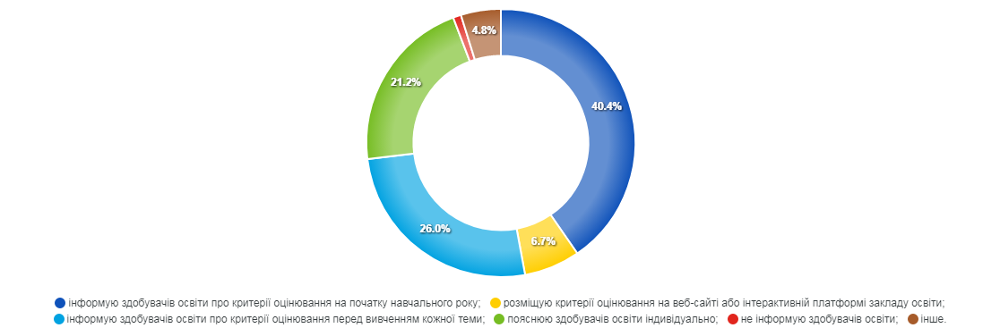 4.8%
21.2%
40.4%
26.0%
6.7%
інформую здобувачів освіти про критерії оцінювання на початку навчального року; розміщую критерії оцінювання на веб-сайті або інтерактивній платформі закладу освіти;
інформую здобувачів освіти про критерії оцінювання перед вивченням кожної теми; пояснюю здобувачів освіти індивідуально; не інформую здобувачів освіти; інше.